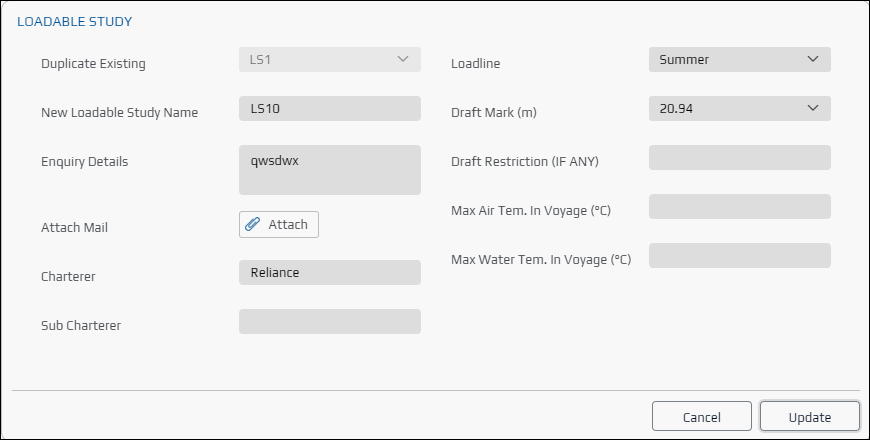 LOADABLE STUDY
Duplicate Existing
LS1
New Loadable Study Name
LS10
Enquiry Details
qwsdwx
Attach Mail
Attach
Charterer
Reliance
Sub Charterer
Loadline
Summer
Draft Mark (m)
20.94
Draft Restriction (IF ANY)
Max Air Tem. In Voyage (°C)
Max Water Tem. In Voyage (°C)
Cancel
Update